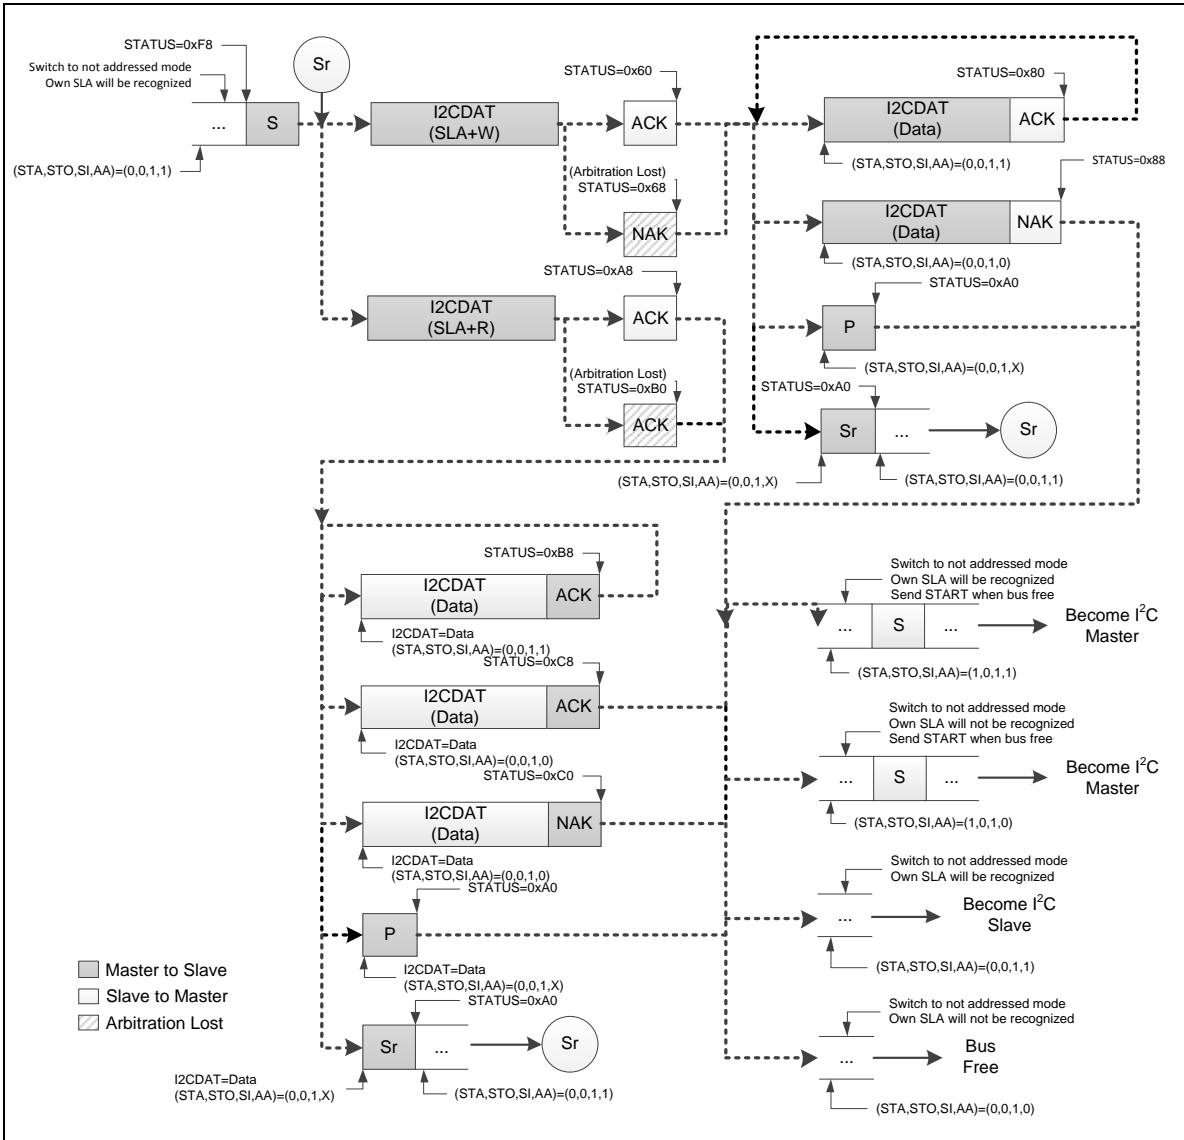 STATUS=0xF8
Switch to not addressed mode
Own SLA will be recognized
...
S
(STA,STO,SI,AA)=(0,0,1,1)
Sr
I2CDAT
(SLA+W)
STATUS=0x60
ACK
(Arbitration Lost)
STATUS=0x68
NAK
I2CDAT
(SLA+R)
STATUS=0xA8
ACK
(Arbitration Lost)
STATUS=0xB0
ACK
STATUS=0x80
I2CDAT
(Data)
ACK
(STA,STO,SI,AA)=(0,0,1,1)
STATUS=0x88
I2CDAT
(Data)
NAK
(STA,STO,SI,AA)=(0,0,1,0)
STATUS=0xA0
P
(STA,STO,SI,AA)=(0,0,1,X)
STATUS=0xA0
Sr
...
Sr
(STA,STO,SI,AA)=(0,0,1,X)
(STA,STO,SI,AA)=(0,0,1,1)
STATUS=0xB8
I2CDAT
(Data)
ACK
I2CDAT=Data
(STA,STO,SI,AA)=(0,0,1,1)
STATUS=0xC8
I2CDAT
(Data)
ACK
I2CDAT=Data
(STA,STO,SI,AA)=(0,0,1,0)
STATUS=0xC0
I2CDAT
(Data)
NAK
I2CDAT=Data
(STA,STO,SI,AA)=(0,0,1,0)
STATUS=0xA0
P
I2CDAT=Data
(STA,STO,SI,AA)=(0,0,1,X)
STATUS=0xA0
Sr
...
Sr
I2CDAT=Data
(STA,STO,SI,AA)=(0,0,1,X)
(STA,STO,SI,AA)=(0,0,1,1)
Switch to not addressed mode
Own SLA will be recognized
Send START when bus free
...
S
...
Become I²C
Master
(STA,STO,SI,AA)=(1,0,1,1)
Switch to not addressed mode
Own SLA will not be recognized
Send START when bus free
...
S
...
Become I²C
Master
(STA,STO,SI,AA)=(1,0,1,0)
Switch to not addressed mode
Own SLA will be recognized
...
Become I²C
Slave
(STA,STO,SI,AA)=(0,0,1,1)
Switch to not addressed mode
Own SLA will not be recognized
...
Bus
Free
(STA,STO,SI,AA)=(0,0,1,0)
Master to Slave
Slave to Master
Arbitration Lost